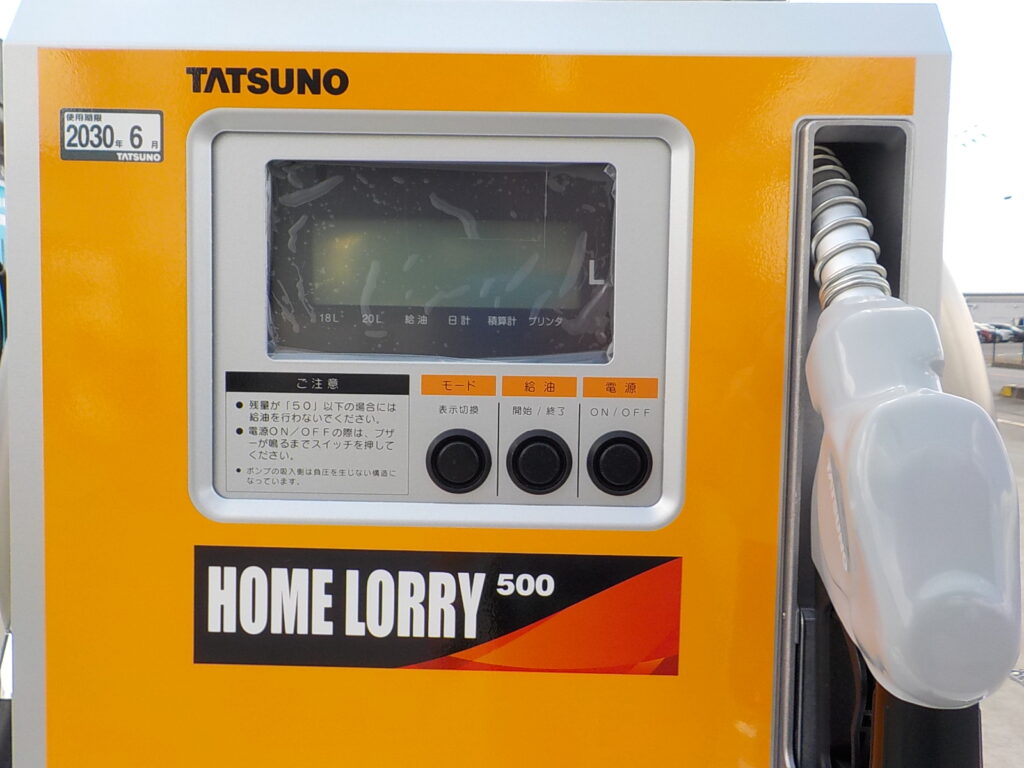 TATSUNO
使用期限
2030年 6 月
TATSUNO
L
18L 20L 給油 日計 積算計 プリンタ
ご注意
● 残量が「50」以下の場合には
給油を行わないでください。
● 電源ON/OFFの際は、ブザ
ーが鳴るまでスイッチを押して
ください。
● ポンプの吸入側は負圧を生じない構造に
なっています。
モード 給油 電源
表示切換 開始/終了 ON/OFF
HOME LORRY 500